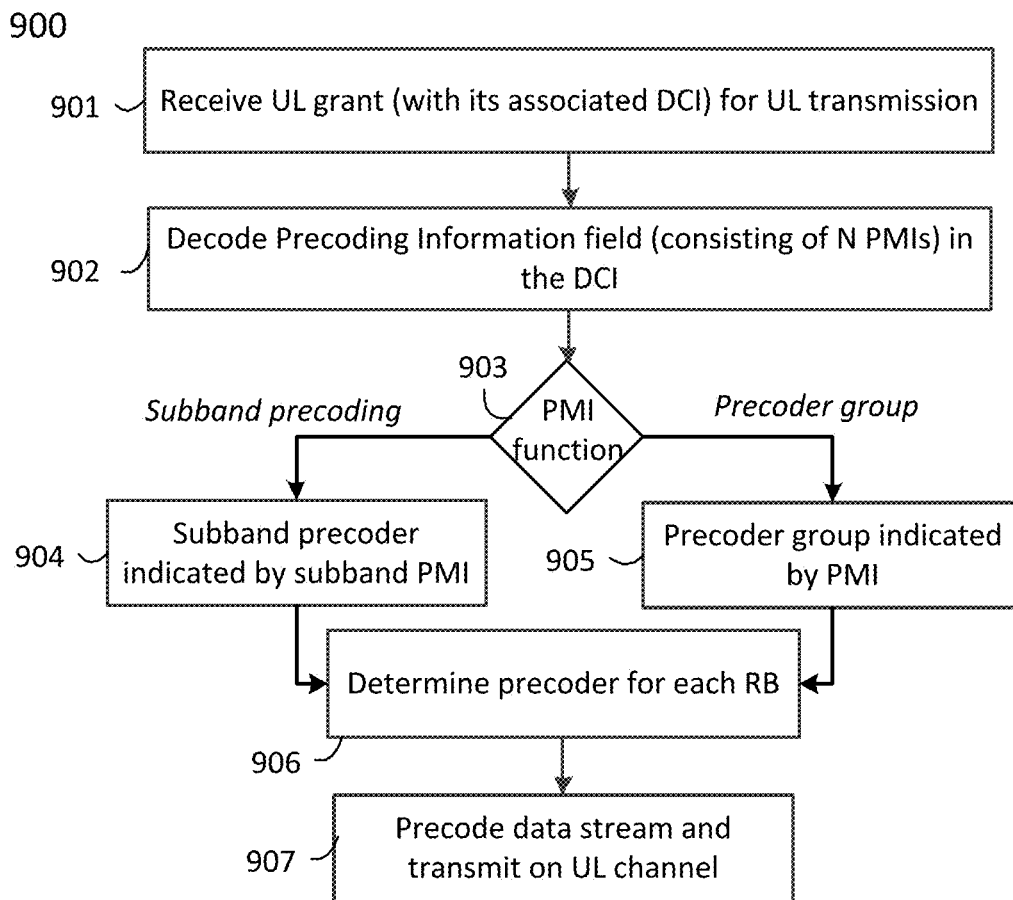 900
901
Receive UL grant (with its associated DCI) for UL transmission
902
Decode Precoding Information field (consisting of N PMIs) in
the DCI
903
PMI
function
Subband precoding
Precoder group
904
Subband precoder
indicated by subband PMI
905
Precoder group indicated
by PMI
Determine precoder for each RB
906
907
Precode data stream and
transmit on UL channel